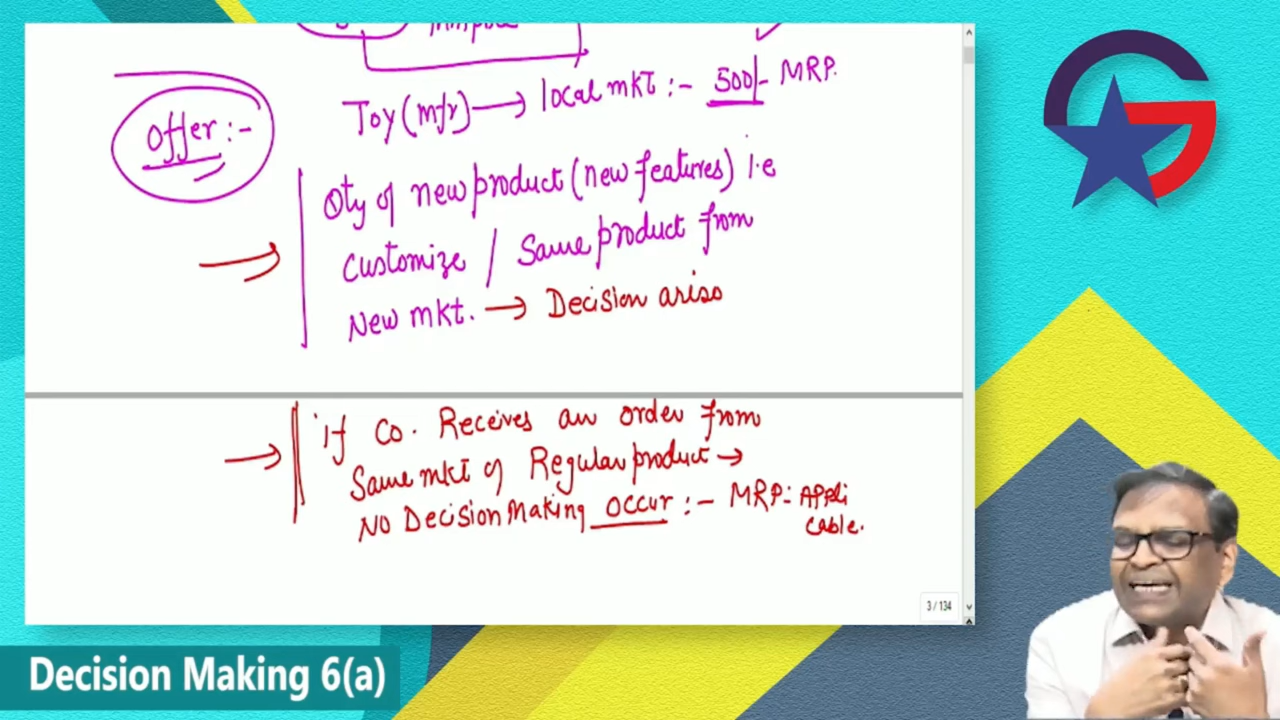 Toy (mfr) → local mkt :- 500/- MRP.
Offer :-
Qty of new product (new features) i.e
Customize / Same product from
New mkt. → Decision arise
if Co. Receives an order from
Same mkt of Regular product →
NO Decision Making occur :- MRP:- Appli
cable.
3 / 134
Decision Making 6(a)